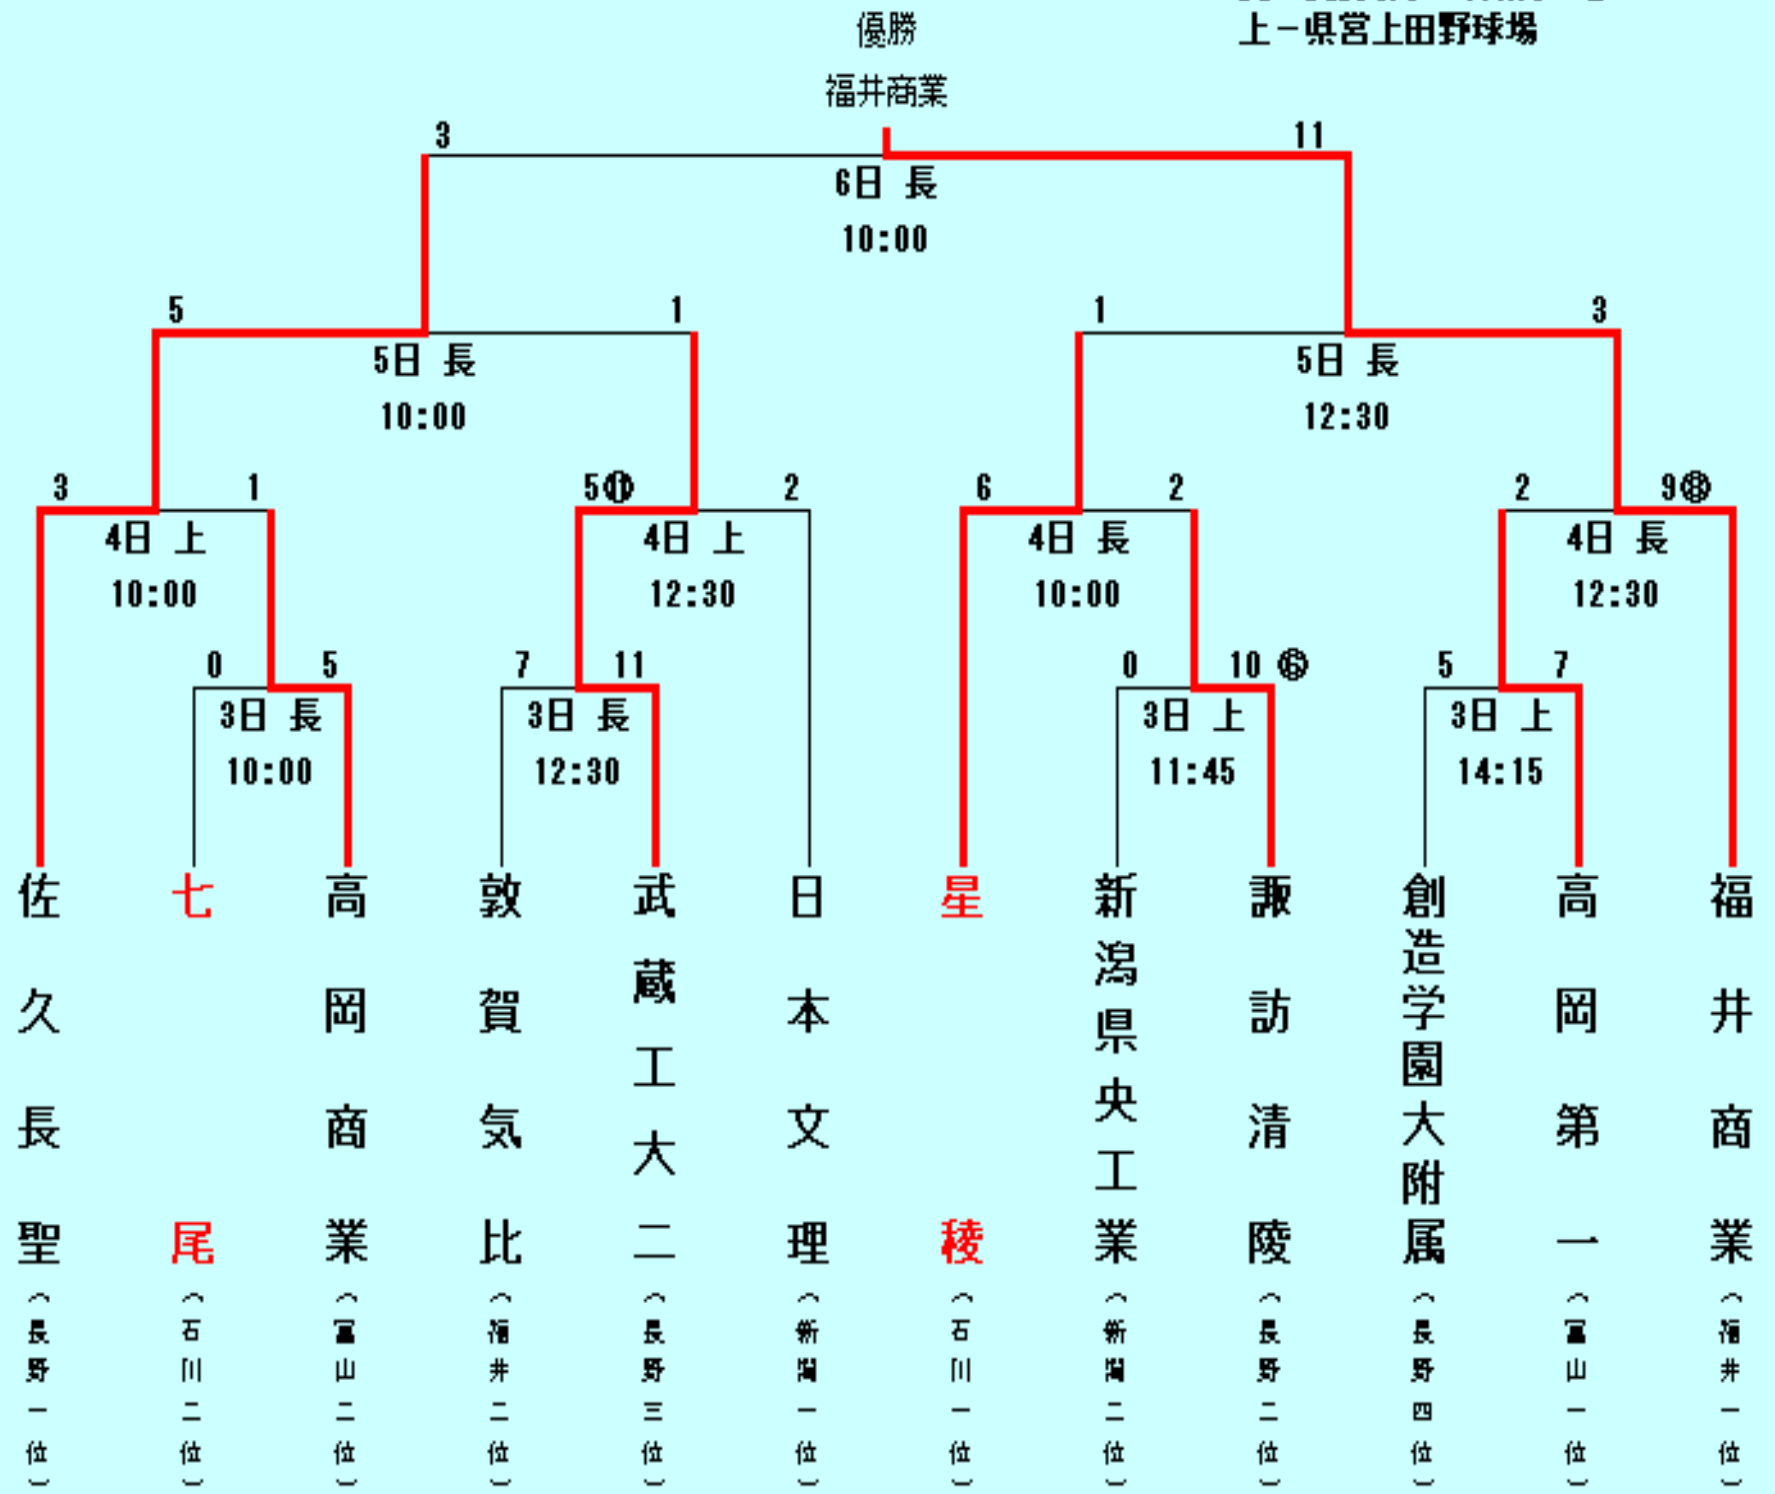 上－県営上田野球場
優勝
福井商業
3 11
6日 長
10:00
5 1 1 3
5日 長 5日 長
10:00 12:30
3 1 5⑪ 2 6 2 2 9⑧
4日 上 4日 上 4日 長 4日 長
10:00 12:30 10:00 12:30
0 5 7 11 0 10 ⑥ 5 7
3日 長 3日 長 3日 上 3日 上
10:00 12:30 11:45 14:15
佐久長聖（長野一位）
七尾（石川二位）
高岡商業（富山二位）
敦賀気比（福井二位）
武蔵工大二（長野三位）
日本文理（新潟一位）
星稜（石川一位）
新潟県央工業（新潟二位）
諏訪清陵（長野二位）
創造学園大附属（長野四位）
高岡第一（富山一位）
福井商業（福井一位）